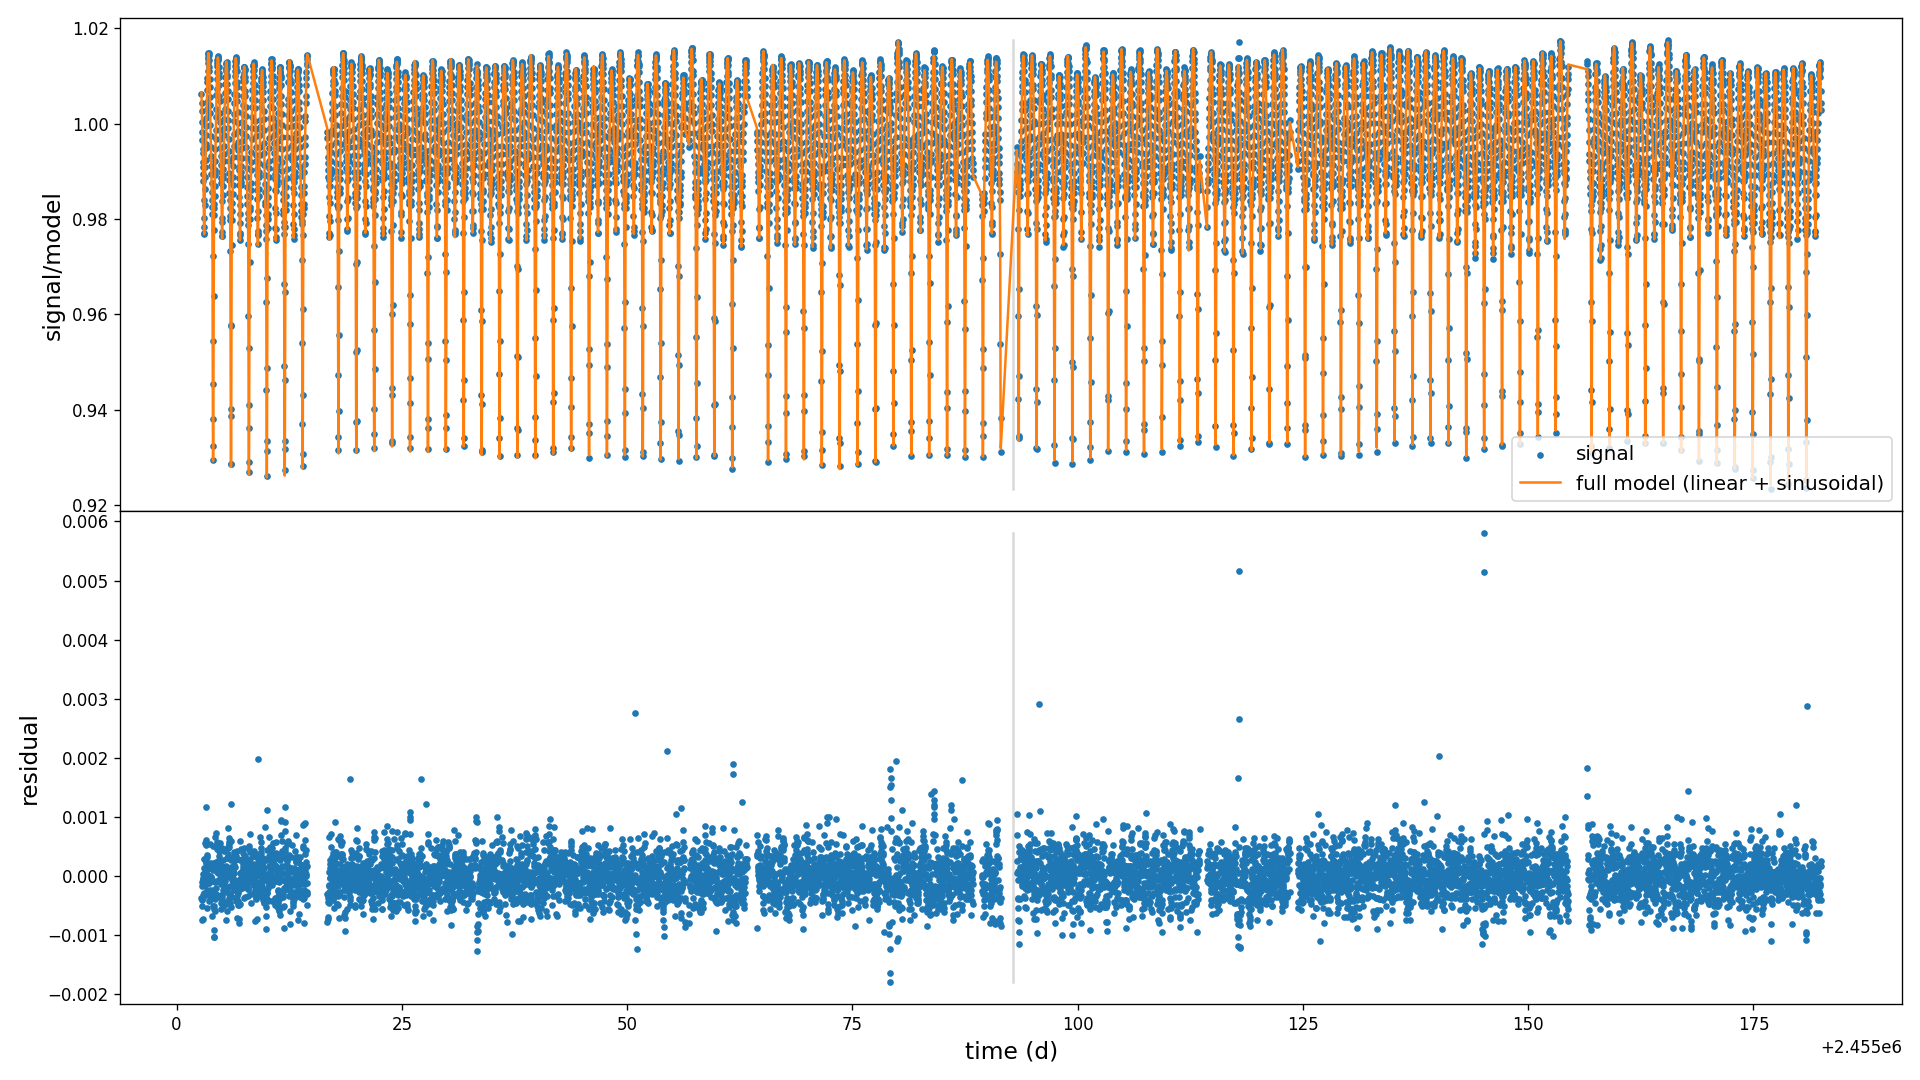 1.02
1.00
0.98
0.96
0.94
0.92
signal/model
signal
full model (linear + sinusoidal)
0.006
0.005
0.004
0.003
0.002
0.001
0.000
−0.001
−0.002
residual
0 25 50 75 100 125 150 175
time (d)
+2.455e6